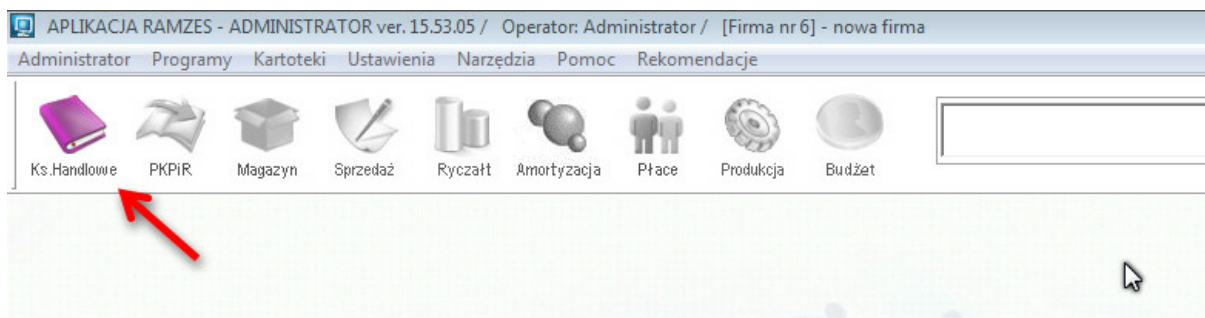 APLIKACJA RAMZES - ADMINISTRATOR ver. 15.53.05 / Operator: Administrator / [Firma nr 6] - nowa firma
Administrator Programy Kartoteki Ustawienia Narzędzia Pomoc Rekomendacje
Ks.Handlowe PKPiR Magazyn Sprzedaż Ryczałt Amortyzacja Płace Produkcja Budżet